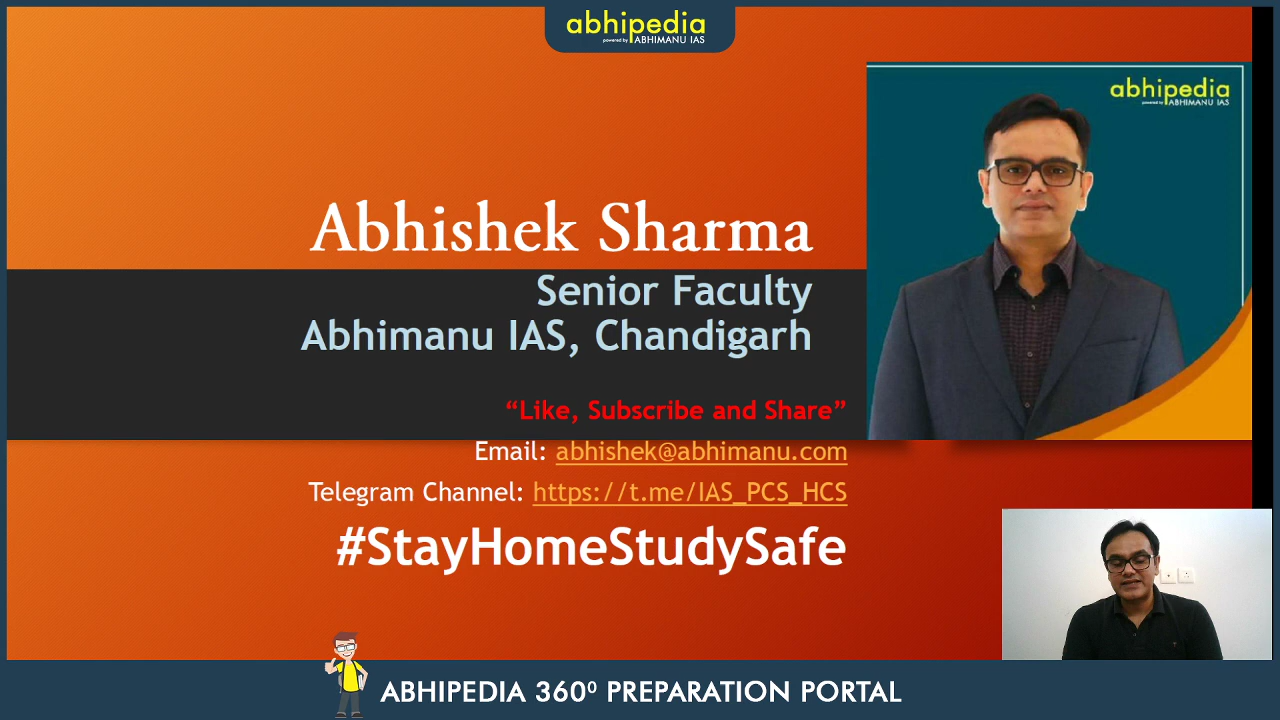 abhipedia
powered by ABHIMANU IAS
abhipedia
powered by ABHIMANU IAS
Abhishek Sharma
Senior Faculty
Abhimanu IAS, Chandigarh
“Like, Subscribe and Share”
Email: abhishek@abhimanu.com
Telegram Channel: https://t.me/IAS_PCS_HCS
#StayHomeStudySafe
ABHIPEDIA 360⁰ PREPARATION PORTAL